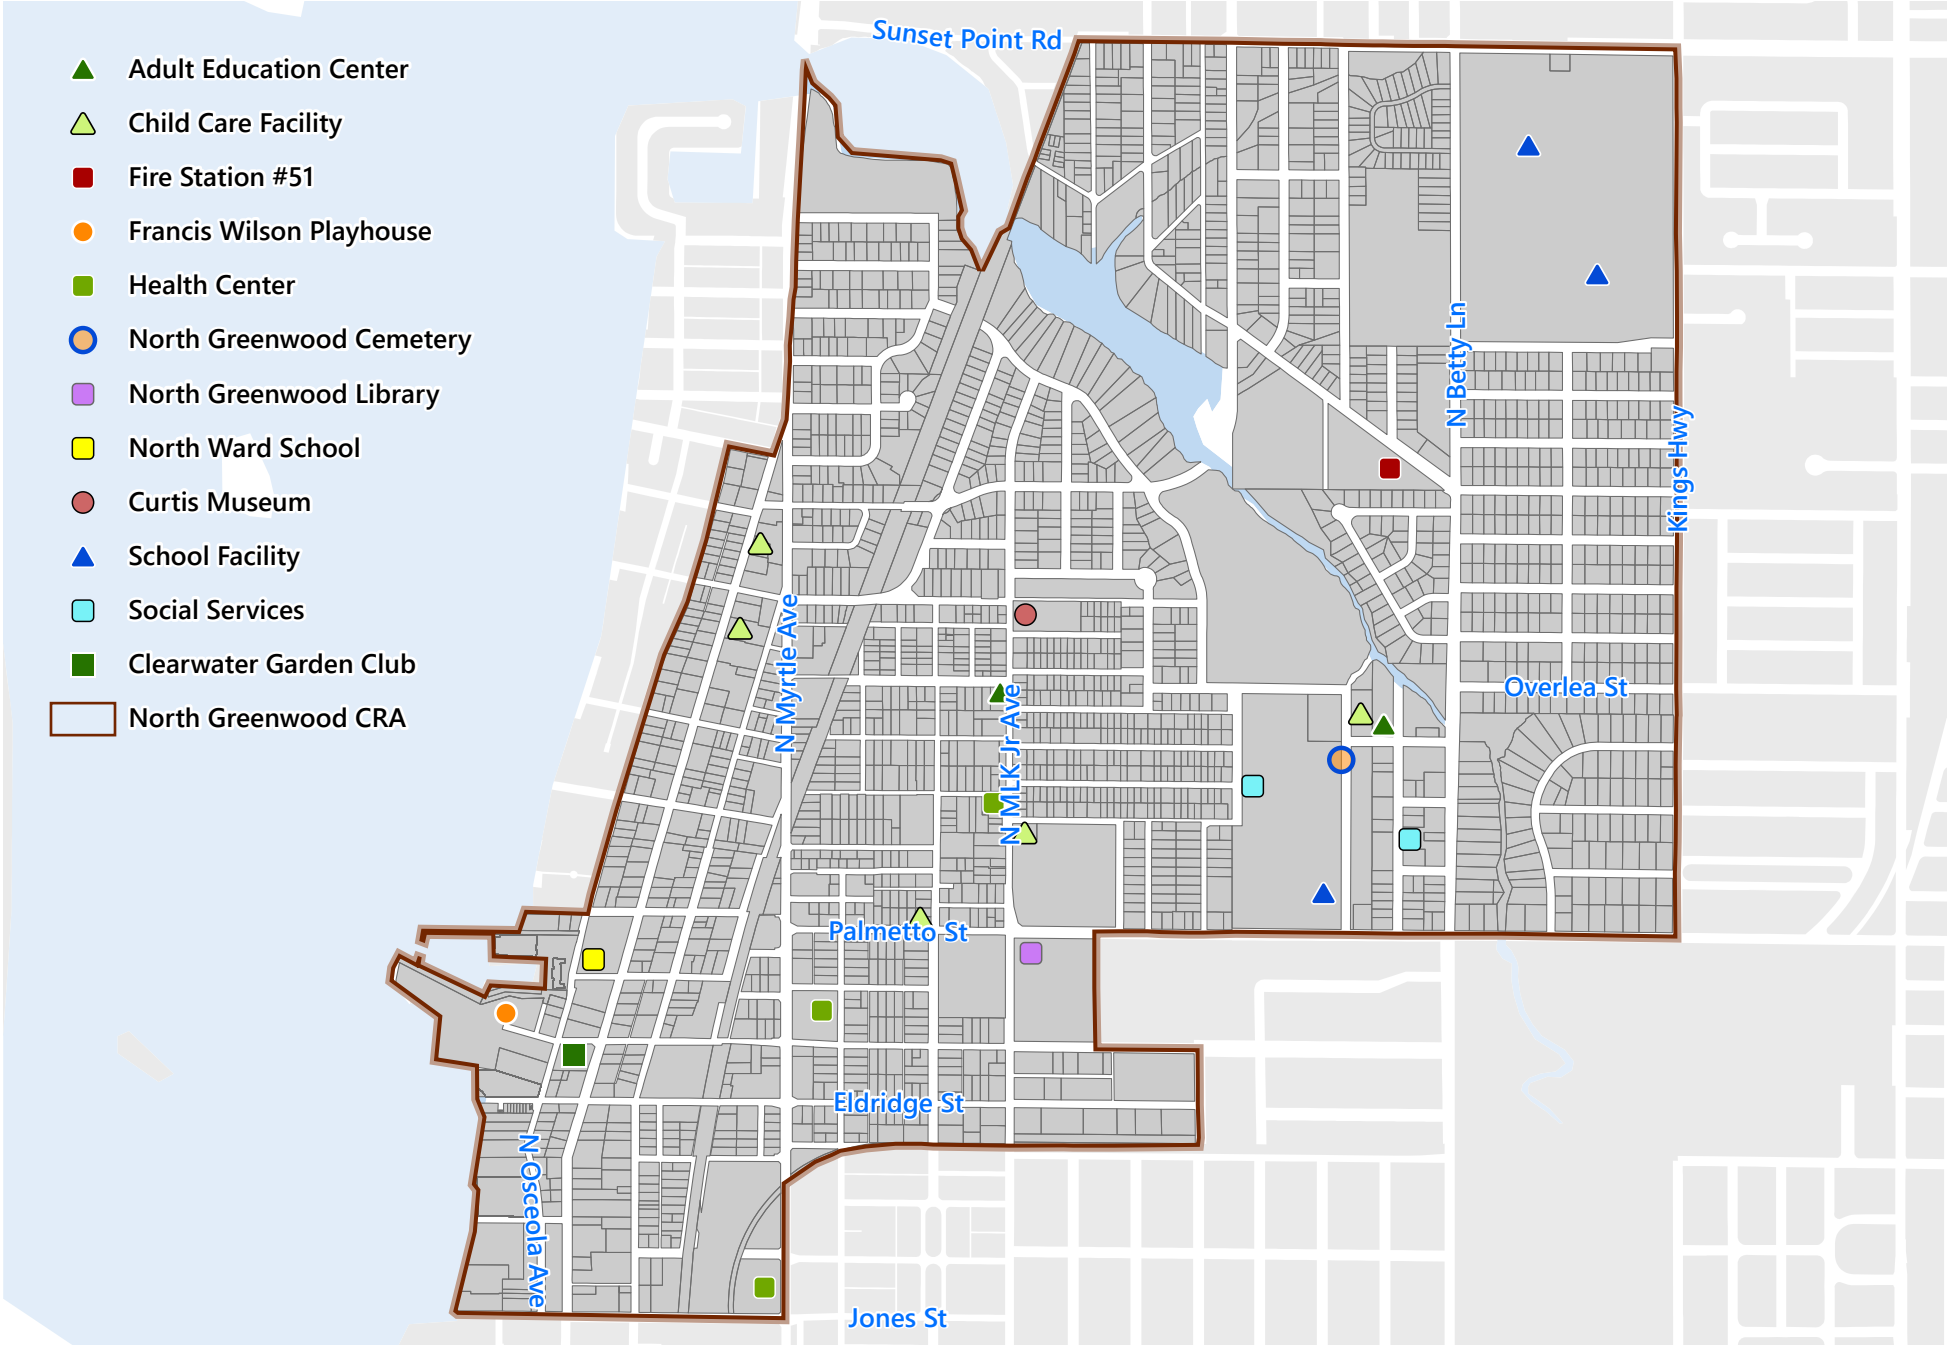 Sunset Point Rd
Adult Education Center
Child Care Facility
Fire Station #51
Francis Wilson Playhouse
Health Center
North Greenwood Cemetery
North Greenwood Library
North Ward School
Curtis Museum
School Facility
Social Services
Clearwater Garden Club
North Greenwood CRA
N Betty Ln
Kings Hwy
N Myrtle Ave
N MLK Jr Ave
Overlea St
Palmetto St
Eldridge St
N Osceola Ave
Jones St